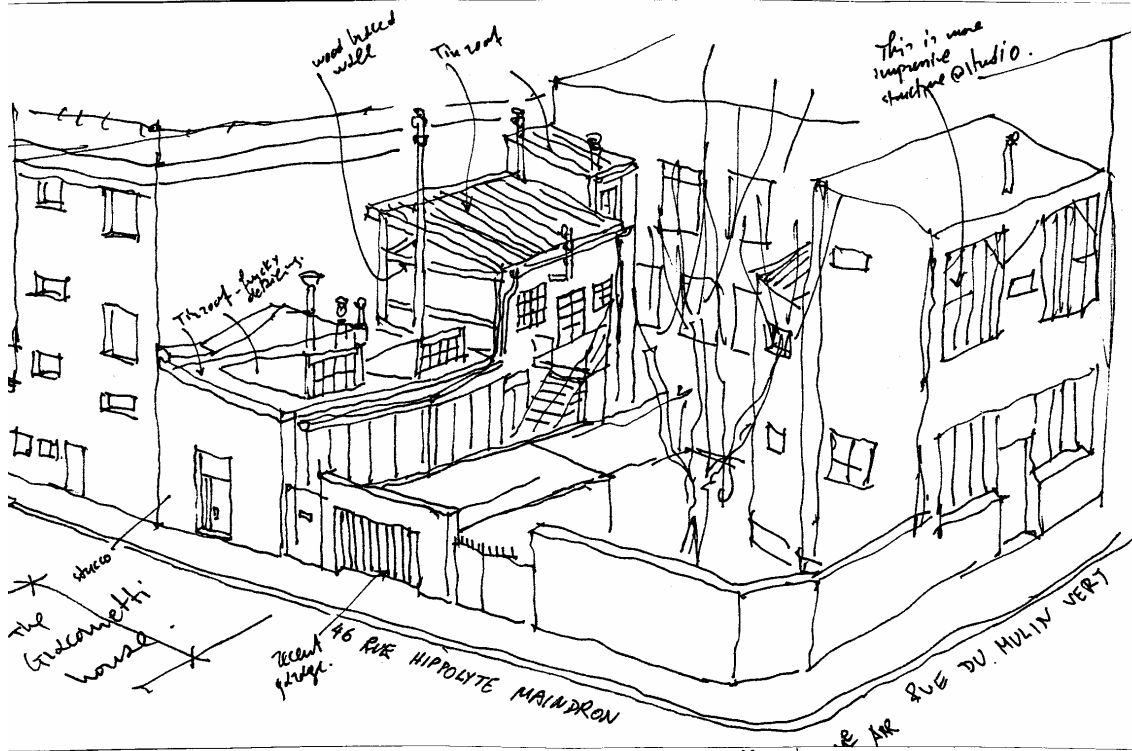 wood backed
wall
Tin roof
This is more
impressive
structure @ studio.
Tin roof - funky
detailing.
stucco
The
Giacometti
house.
recent
garage.
46 RUE HIPPOLYTE MAINDRON
RUE DU. MULIN VERT